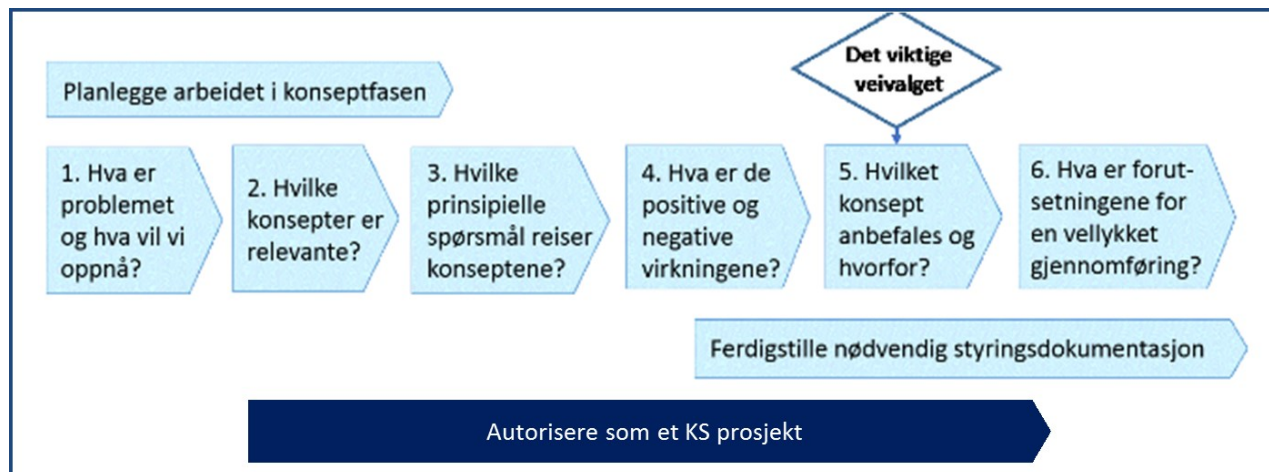 Det viktige
veivalget
Planlegge arbeidet i konseptfasen
1. Hva er
problemet
og hva vil vi
oppnå?
2. Hvilke
konsepter er
relevante?
3. Hvilke
prinsipielle
spørsmål reiser
konseptene?
4. Hva er de
positive og
negative
virkningene?
5. Hvilket
konsept
anbefales og
hvorfor?
6. Hva er forut-
setningene for
en vellykket
gjennomføring?
Ferdigstille nødvendig styringsdokumentasjon
Autorisere som et KS prosjekt